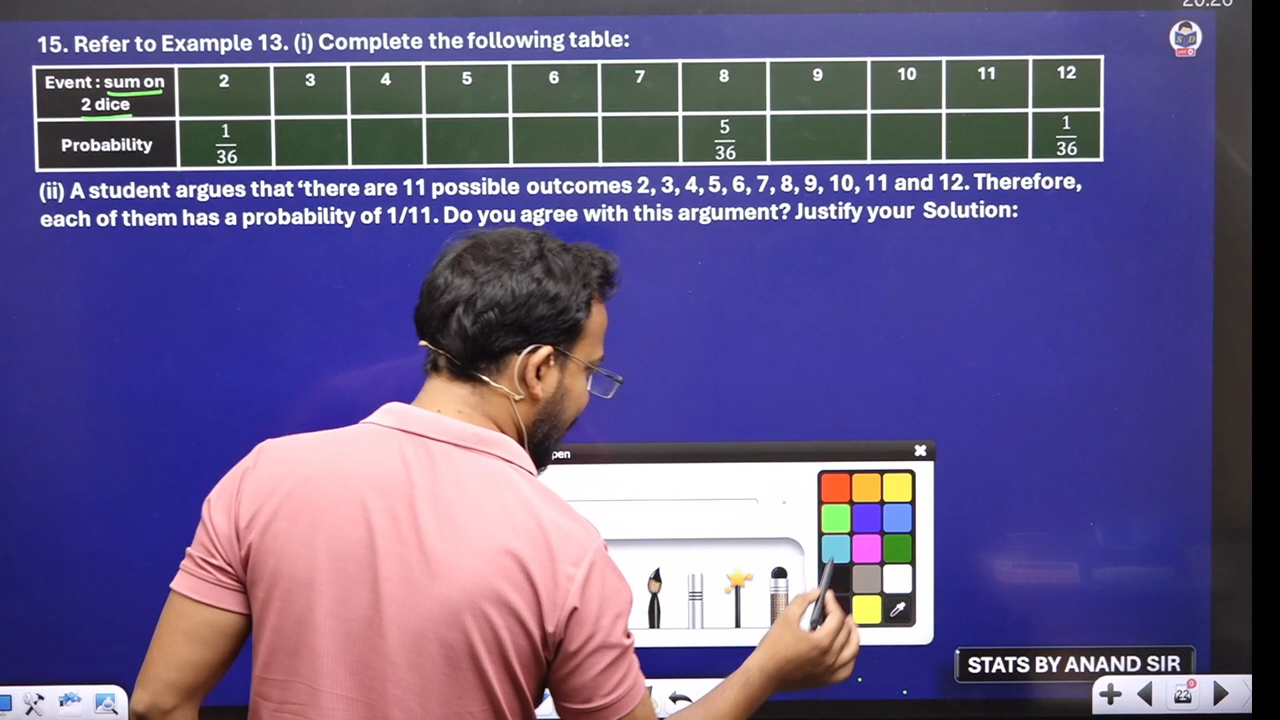 15. Refer to Example 13. (i) Complete the following table:
Event : sum on 2 3 4 5 6 7 8 9 10 11 12
2 dice
Probability 1/36 5/36 1/36
(ii) A student argues that ‘there are 11 possible outcomes 2, 3, 4, 5, 6, 7, 8, 9, 10, 11 and 12. Therefore,
each of them has a probability of 1/11. Do you agree with this argument? Justify your Solution:
pen
STATS BY ANAND SIR
23